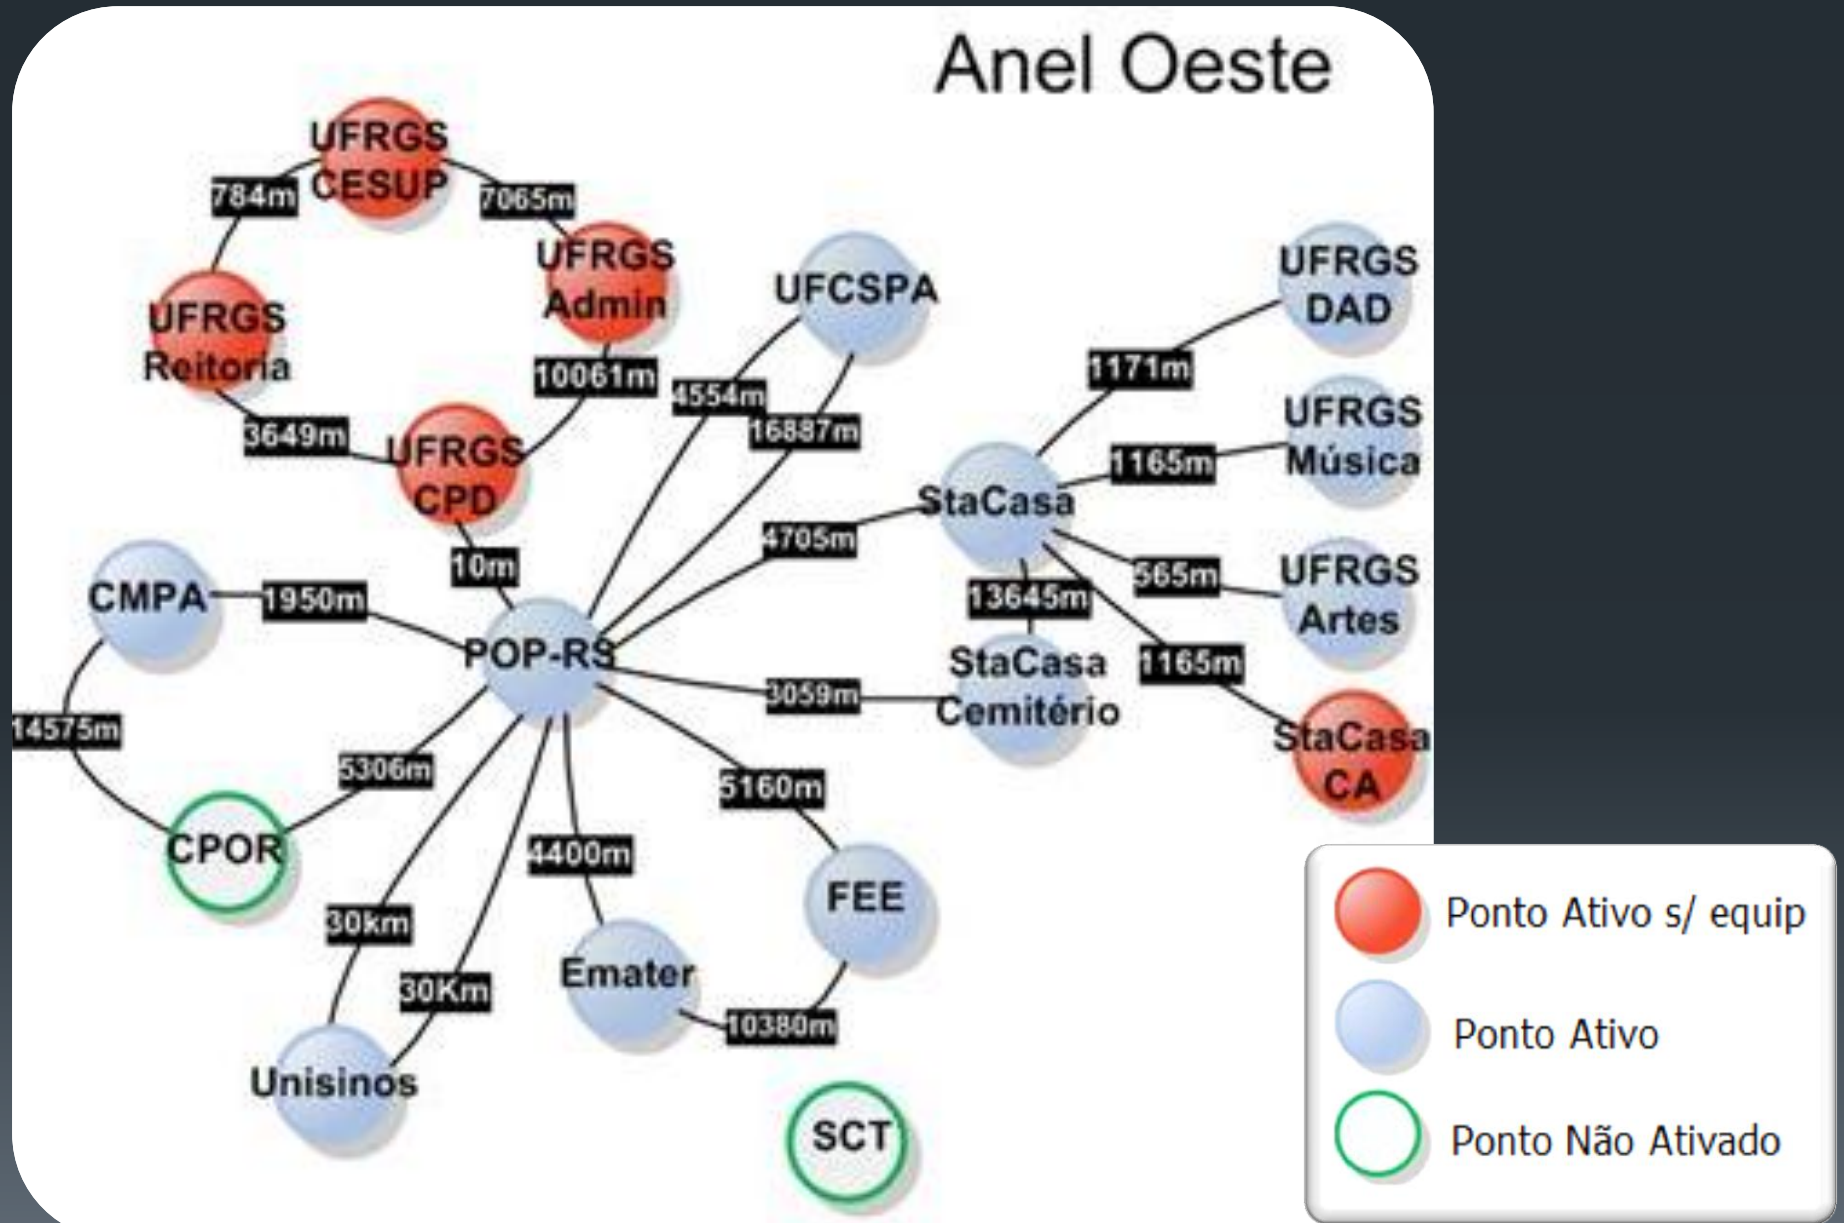 Anel Oeste
UFRGS
CESUP
784m
7065m
UFRGS
Admin
UFRGS
Reitoria
10061m
3649m
UFRGS
CPD
10m
UFCSPA
4554m
16887m
UFRGS
DAD
1171m
UFRGS
Música
1165m
StaCasa
4705m
565m
UFRGS
Artes
13645m
1165m
StaCasa
Cemitério
StaCasa
CA
CMPA
1950m
POP-RS
3059m
14575m
5306m
5160m
CPOR
4400m
FEE
30km
30Km
Emater
10380m
Unisinos
SCT
Ponto Ativo s/ equip
Ponto Ativo
Ponto Não Ativado